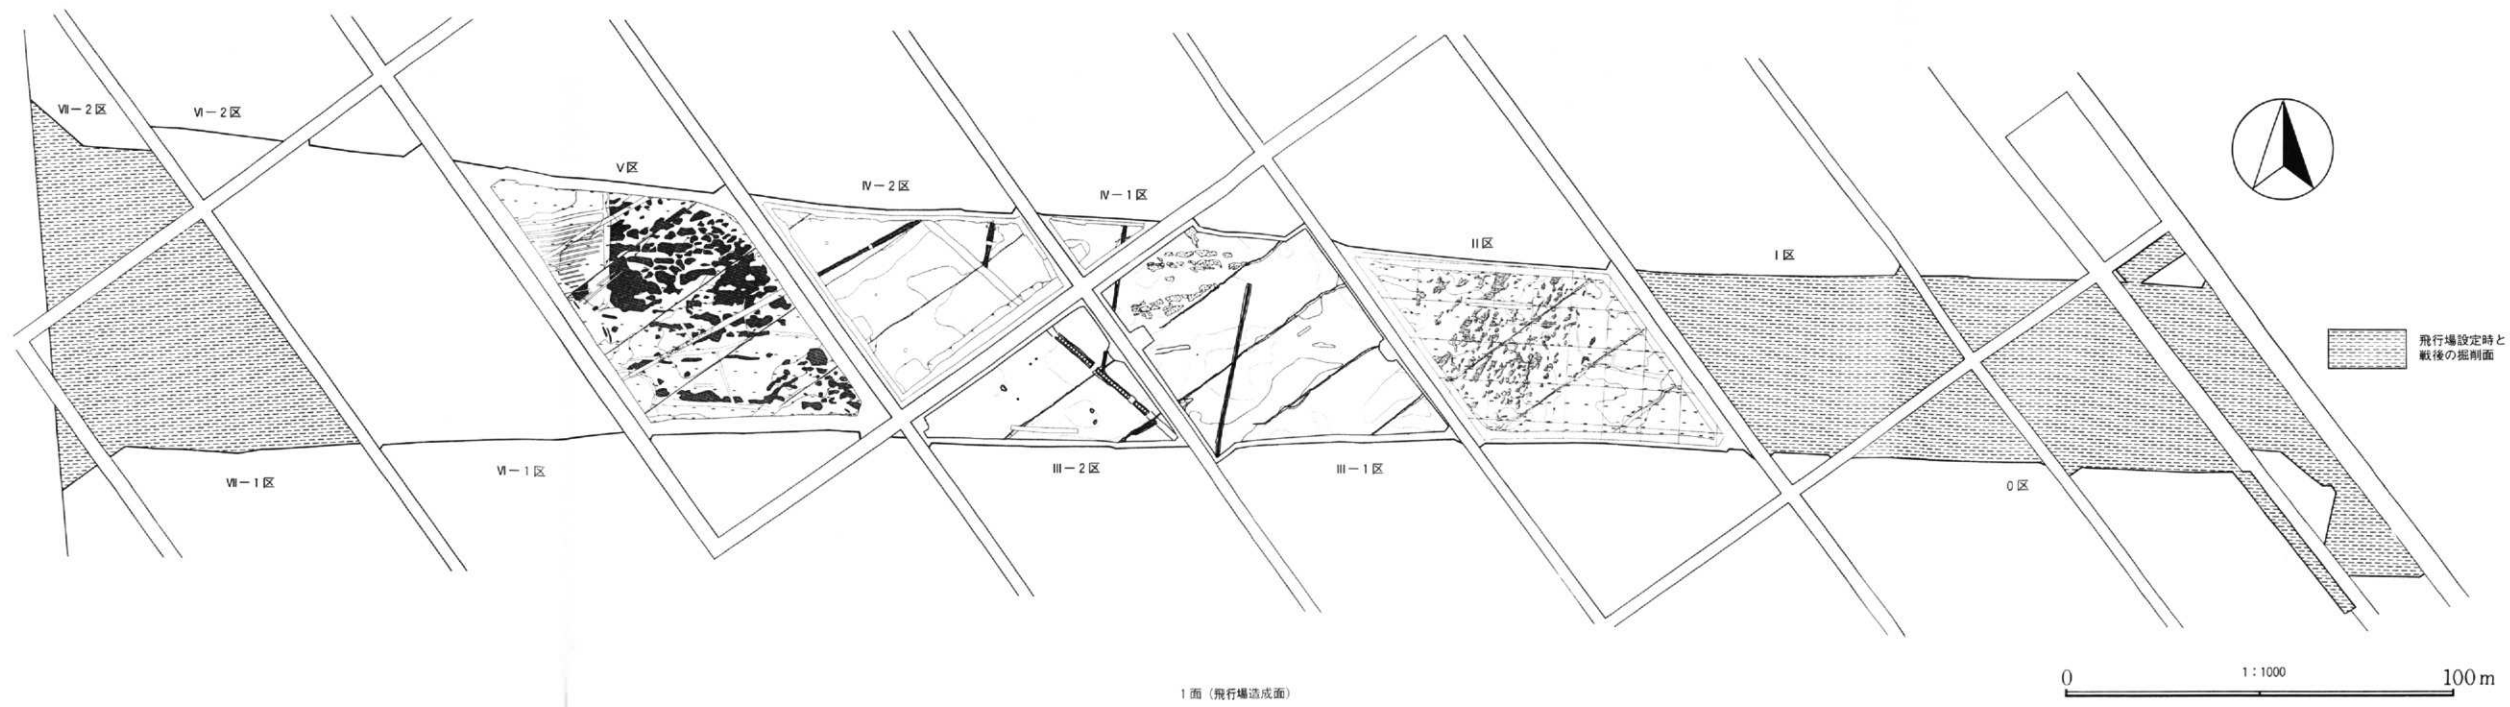 Ⅶ－2区
Ⅵ－2区
Ⅴ区
Ⅳ－2区
Ⅳ－1区
Ⅱ区
Ⅰ区
飛行場設定時と
戦後の掘削面
Ⅶ－1区
Ⅵ－1区
Ⅲ－2区
Ⅲ－1区
0区
1面（飛行場造成面）
0
1：1000
100m